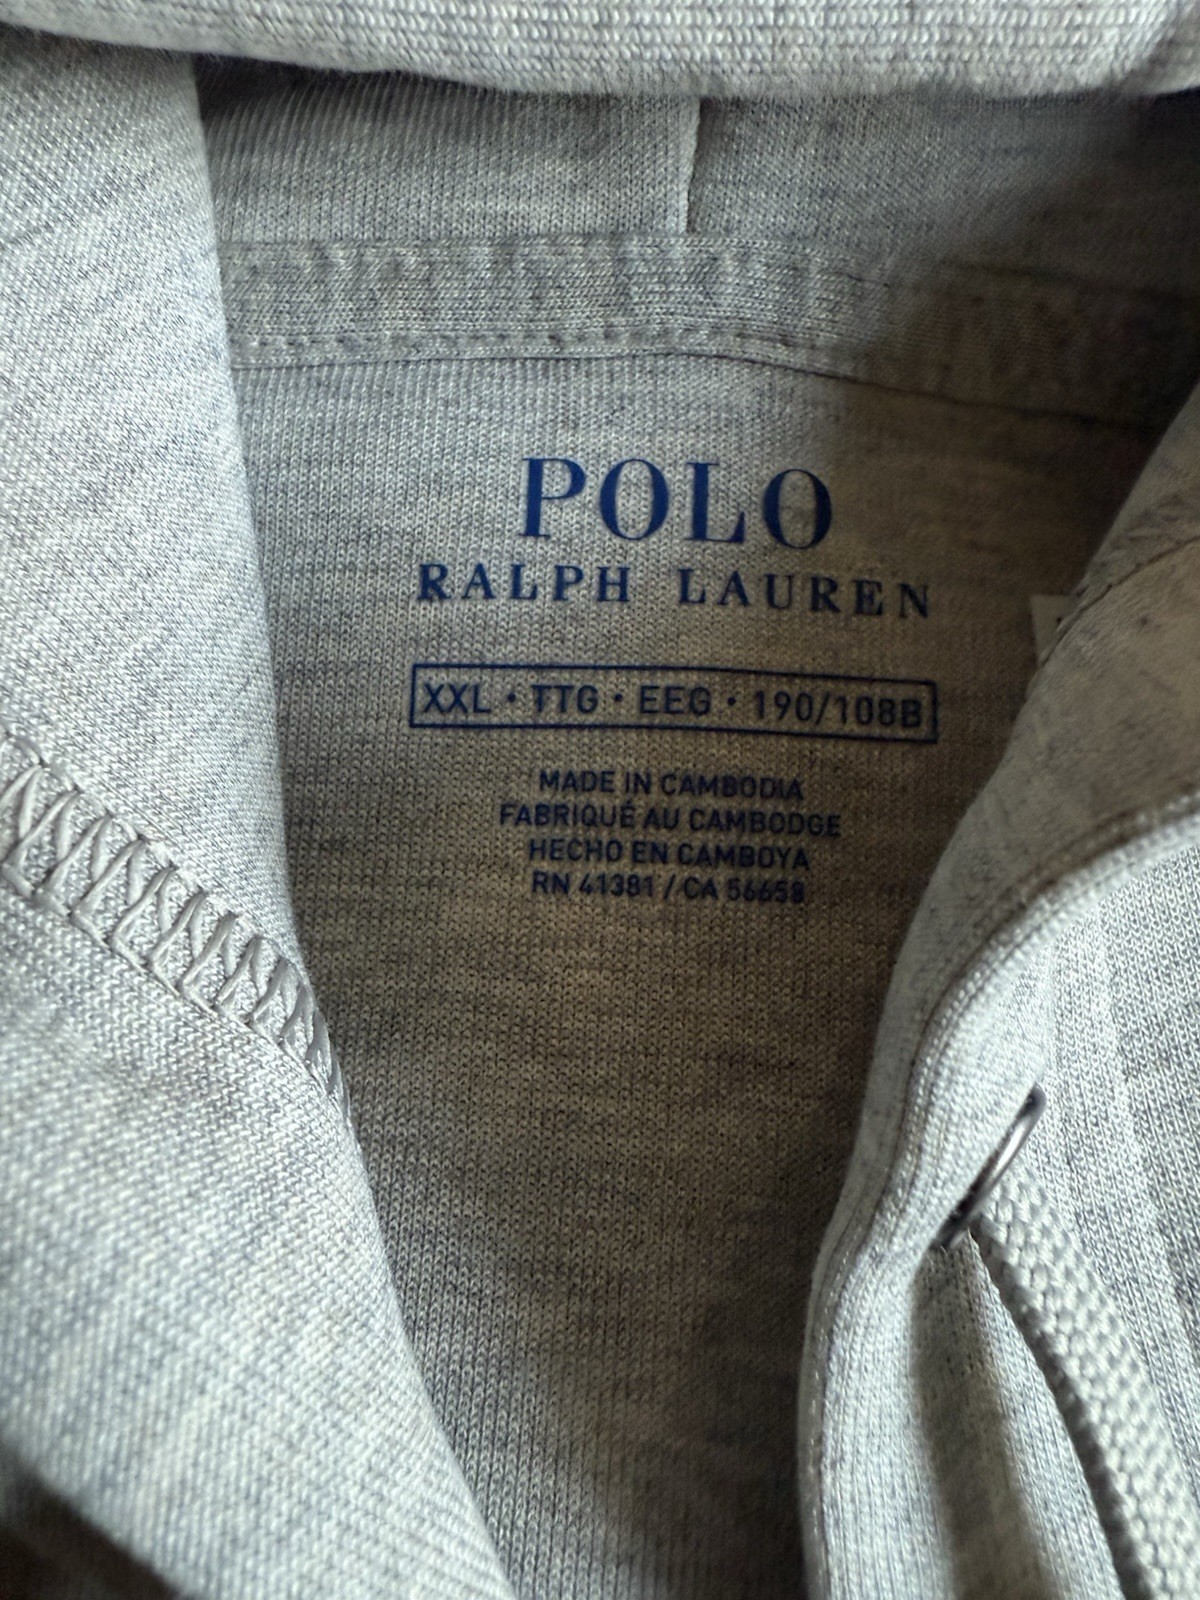 POLO
RALPH LAUREN
XXL · TTG · EEG · 190/108B
MADE IN CAMBODIA
FABRIQUÉ AU CAMBODGE
HECHO EN CAMBOYA
RN 41381 / CA 56658